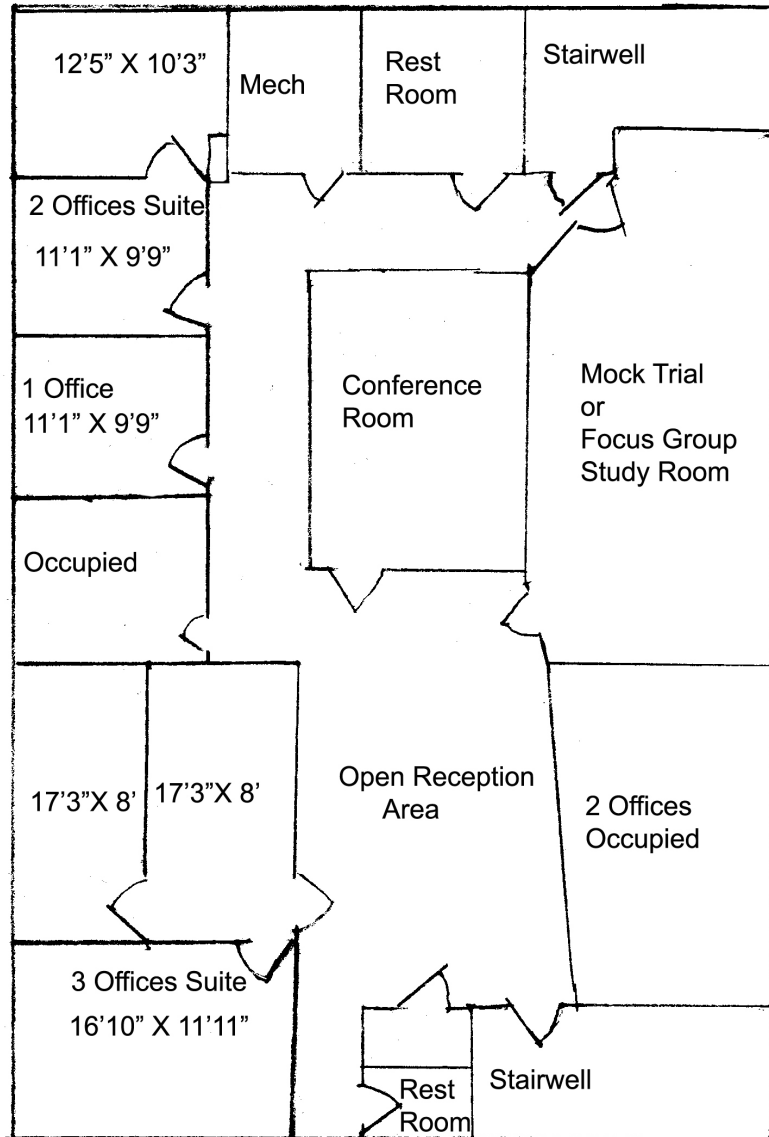 12’5” X 10’3”
Mech
Rest
Room
Stairwell
2 Offices Suite
11’1” X 9’9”
1 Office
11’1” X 9’9”
Conference
Room
Mock Trial
or
Focus Group
Study Room
Occupied
17’3”X 8’
17’3”X 8’
Open Reception
Area
2 Offices
Occupied
3 Offices Suite
16’10” X 11’11”
Rest
Room
Stairwell